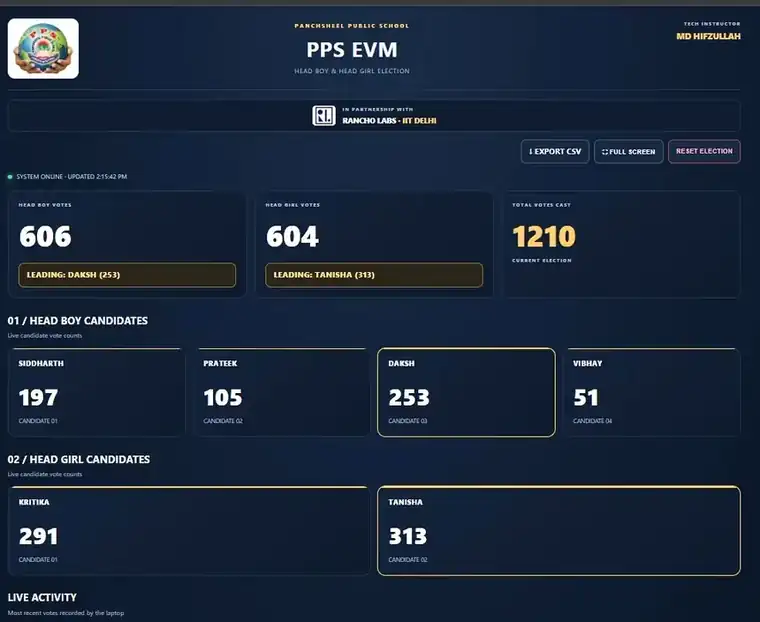 PPS
PANCHSHEEL PUBLIC SCHOOL
PPS EVM
HEAD BOY & HEAD GIRL ELECTION
TECH INSTRUCTOR
MD HIFZULLAH
RL
IN PARTNERSHIP WITH
RANCHO LABS · IIT DELHI
⭳ EXPORT CSV
⛶ FULL SCREEN
RESET ELECTION
SYSTEM ONLINE · UPDATED 2:15:42 PM
HEAD BOY VOTES
606
LEADING: DAKSH (253)
HEAD GIRL VOTES
604
LEADING: TANISHA (313)
TOTAL VOTES CAST
1210
CURRENT ELECTION
01 / HEAD BOY CANDIDATES
Live candidate vote counts
SIDDHARTH
197
CANDIDATE 01
PRATEEK
105
CANDIDATE 02
DAKSH
253
CANDIDATE 03
VIBHAY
51
CANDIDATE 04
02 / HEAD GIRL CANDIDATES
Live candidate vote counts
KRITIKA
291
CANDIDATE 01
TANISHA
313
CANDIDATE 02
LIVE ACTIVITY
Most recent votes recorded by the laptop